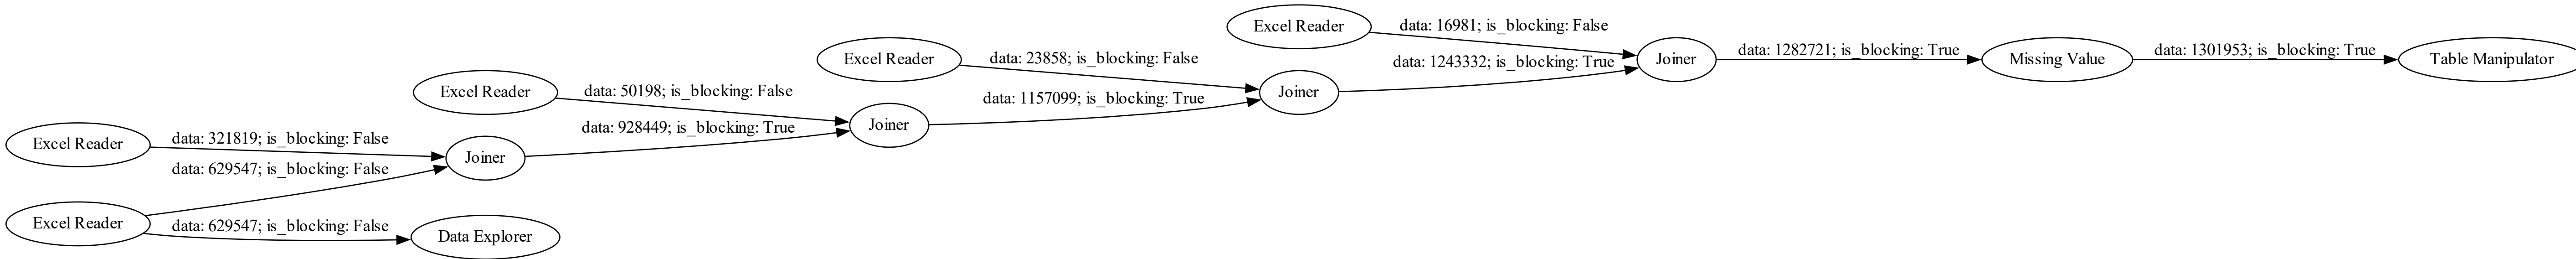 Excel Reader
data: 16981; is_blocking: False
Excel Reader
data: 23858; is_blocking: False
data: 1243332; is_blocking: True
Joiner
data: 1282721; is_blocking: True
Missing Value
data: 1301953; is_blocking: True
Table Manipulator
Excel Reader
data: 50198; is_blocking: False
data: 1157099; is_blocking: True
Joiner
Excel Reader
data: 321819; is_blocking: False
data: 928449; is_blocking: True
Joiner
data: 629547; is_blocking: False
Joiner
Excel Reader
data: 629547; is_blocking: False
Data Explorer